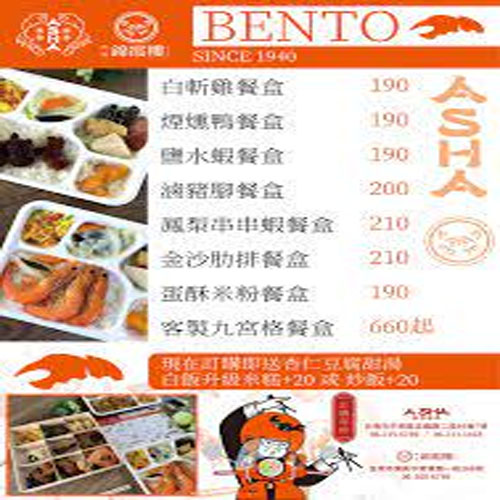 BENTO
SINCE 1940
ASHA
白斬雞餐盒 190
煙燻鴨餐盒 190
鹽水蝦餐盒 190
滷豬腳餐盒 200
鳳梨串串蝦餐盒 210
金沙肋排餐盒 210
蛋酥米粉餐盒 190
客製九宮格餐盒 660起
現在訂購即送杏仁豆腐甜湯
白飯升級米糕+20 或 炒飯+20